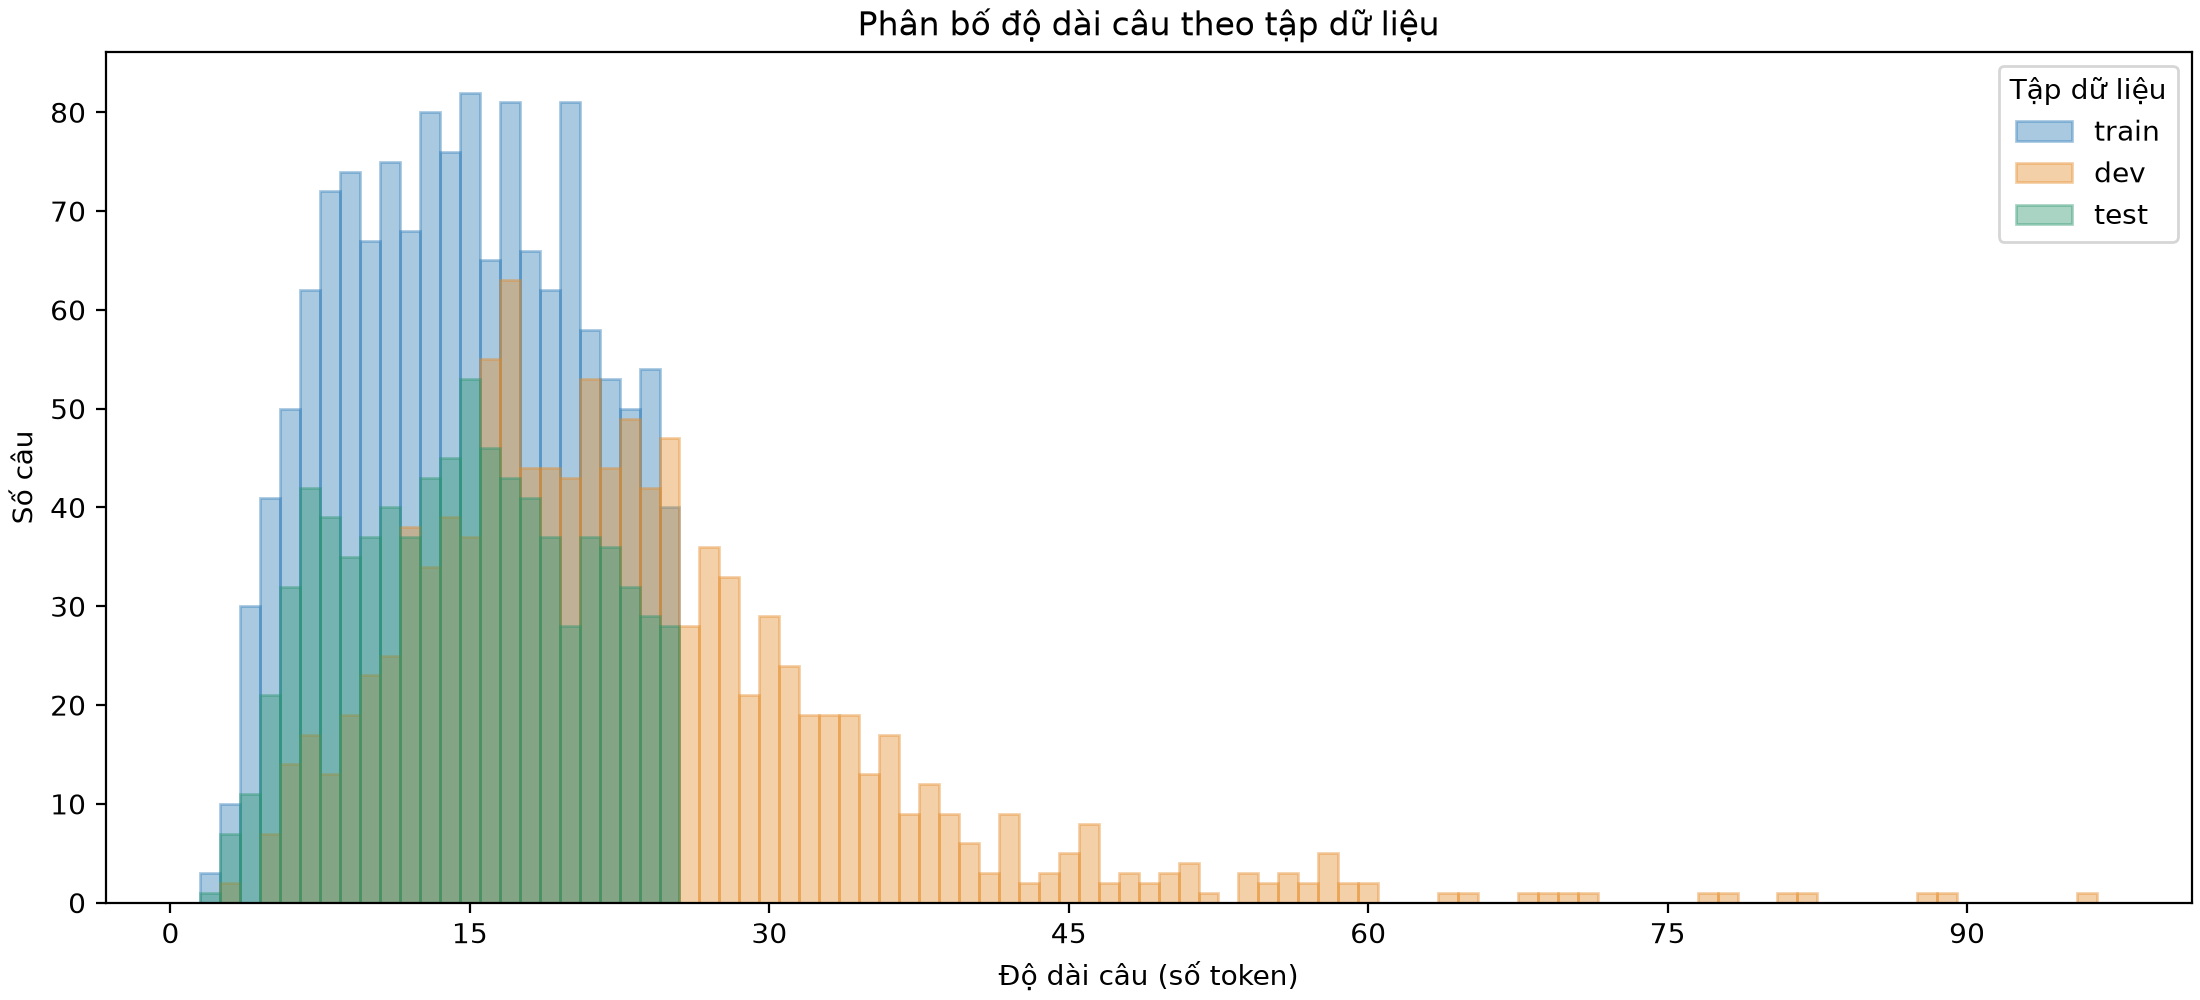 Phân bố độ dài câu theo tập dữ liệu
Tập dữ liệu
train
dev
test
Số câu
80
70
60
50
40
30
20
10
0
0 15 30 45 60 75 90
Độ dài câu (số token)